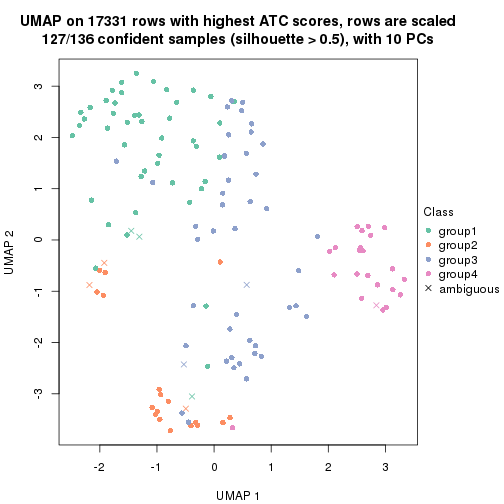 UMAP on 17331 rows with highest ATC scores, rows are scaled
127/136 confident samples (silhouette > 0.5), with 10 PCs
3
2
1
0
-1
-2
-3
UMAP 2
-2
-1
0
1
2
3
UMAP 1
Class
group1
group2
group3
group4
ambiguous